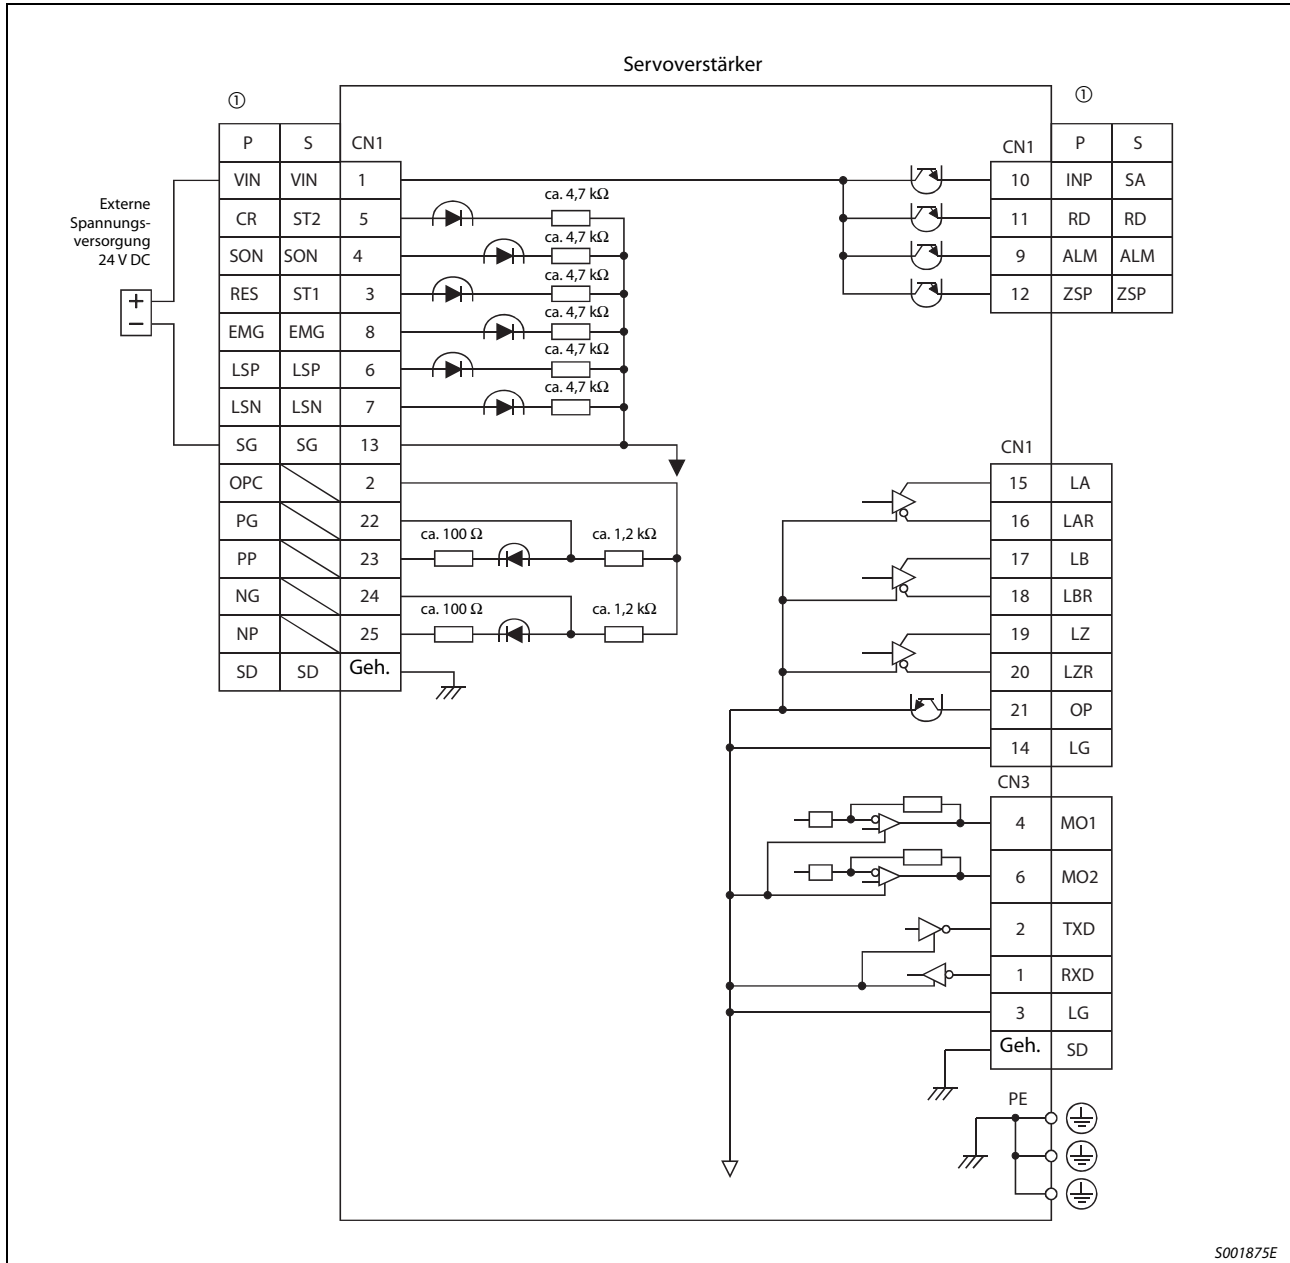 Servoverstärker
①
P S CN1
VIN VIN 1
CR ST2 5
SON SON 4
RES ST1 3
EMG EMG 8
LSP LSP 6
LSN LSN 7
SG SG 13
OPC 2
PG 22
PP 23
NG 24
NP 25
SD SD Geh.
Externe
Spannungs-
versorgung
24 V DC
+
−
ca. 4,7 kΩ
ca. 4,7 kΩ
ca. 4,7 kΩ
ca. 4,7 kΩ
ca. 4,7 kΩ
ca. 4,7 kΩ
ca. 100 Ω ca. 1,2 kΩ
ca. 100 Ω ca. 1,2 kΩ
①
CN1 P S
10 INP SA
11 RD RD
9 ALM ALM
12 ZSP ZSP
CN1
15 LA
16 LAR
17 LB
18 LBR
19 LZ
20 LZR
21 OP
14 LG
CN3
4 MO1
6 MO2
2 TXD
1 RXD
3 LG
Geh. SD
PE
S001875E